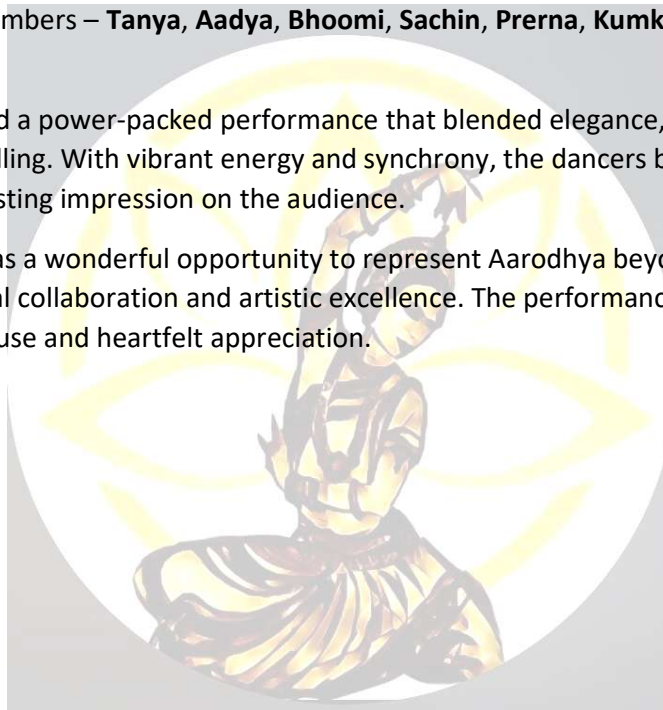 mbers – Tanya, Aadya, Bhoomi, Sachin, Prerna, Kumk
d a power-packed performance that blended elegance,
lling. With vibrant energy and synchrony, the dancers b
sting impression on the audience.
as a wonderful opportunity to represent Aarodhya beyo
al collaboration and artistic excellence. The performanc
use and heartfelt appreciation.